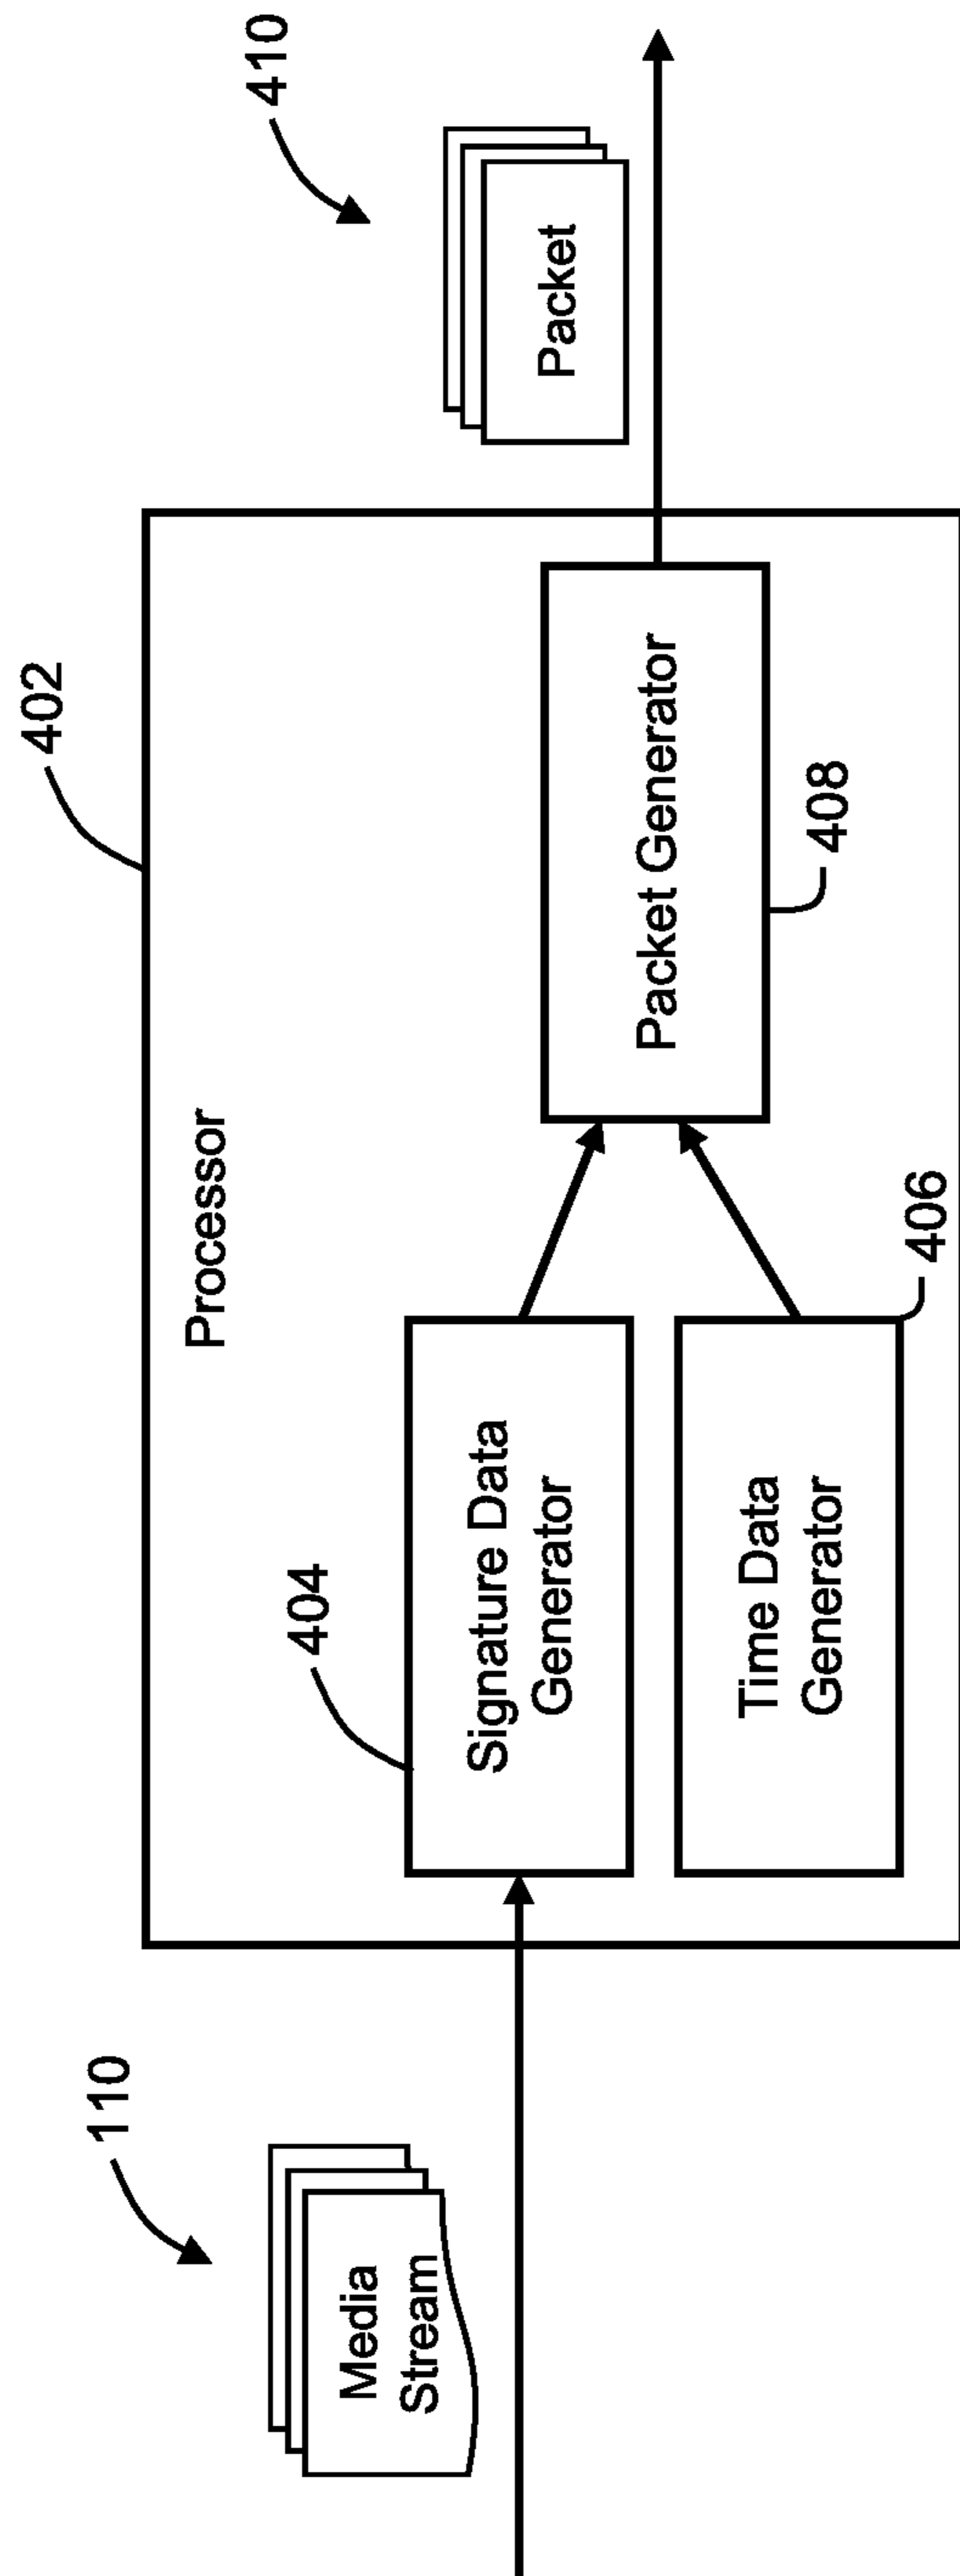 110
Media
Stream
402
Processor
404
Signature Data
Generator
Time Data
Generator
406
Packet Generator
408
410
Packet